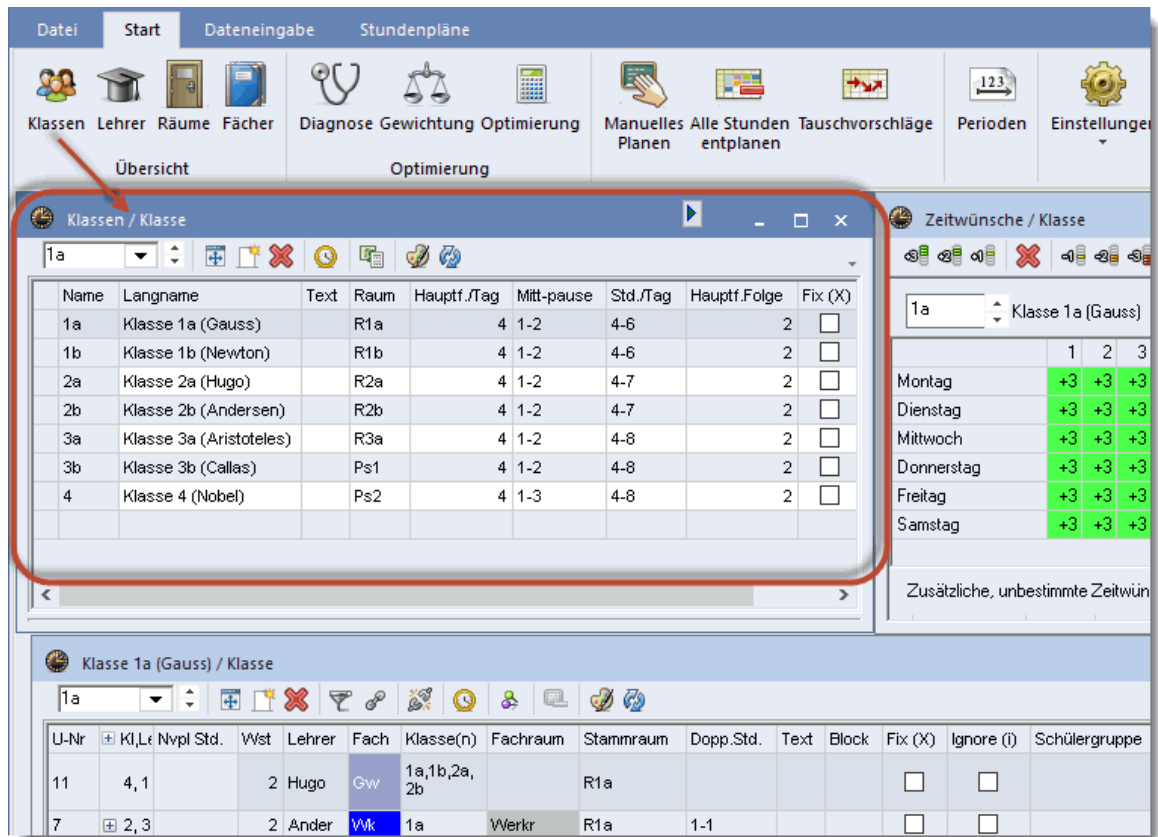 Datei Start Dateneingabe Stundenpläne
123
Klassen Lehrer Räume Fächer Diagnose Gewichtung Optimierung Manuelles Planen Alle Stunden entplanen Tauschvorschläge Perioden Einstellungen
Übersicht Optimierung
Klassen / Klasse
1a
Name Langname Text Raum Hauptf./Tag Mitt-pause Std./Tag Hauptf.Folge Fix (X)
1a Klasse 1a (Gauss) R1a 4 1-2 4-6 2
1b Klasse 1b (Newton) R1b 4 1-2 4-6 2
2a Klasse 2a (Hugo) R2a 4 1-2 4-7 2
2b Klasse 2b (Andersen) R2b 4 1-2 4-7 2
3a Klasse 3a (Aristoteles) R3a 4 1-2 4-8 2
3b Klasse 3b (Callas) Ps1 4 1-2 4-8 2
4 Klasse 4 (Nobel) Ps2 4 1-3 4-8 2
Zeitwünsche / Klasse
-3 -2 -1 -1 -2 -3
1a Klasse 1a (Gauss)
1 2 3
Montag +3 +3 +3
Dienstag +3 +3 +3
Mittwoch +3 +3 +3
Donnerstag +3 +3 +3
Freitag +3 +3 +3
Samstag +3 +3 +3
Zusätzliche, unbestimmte Zeitwün
Klasse 1a (Gauss) / Klasse
1a
U-Nr Kl,Le Nvpl Std. Wst Lehrer Fach Klasse(n) Fachraum Stammraum Dopp.Std. Text Block Fix (X) Ignore (i) Schülergruppe
11 4, 1 2 Hugo Gw 1a,1b,2a, 2b R1a
7 2, 3 2 Ander Wk 1a Werkr R1a 1-1